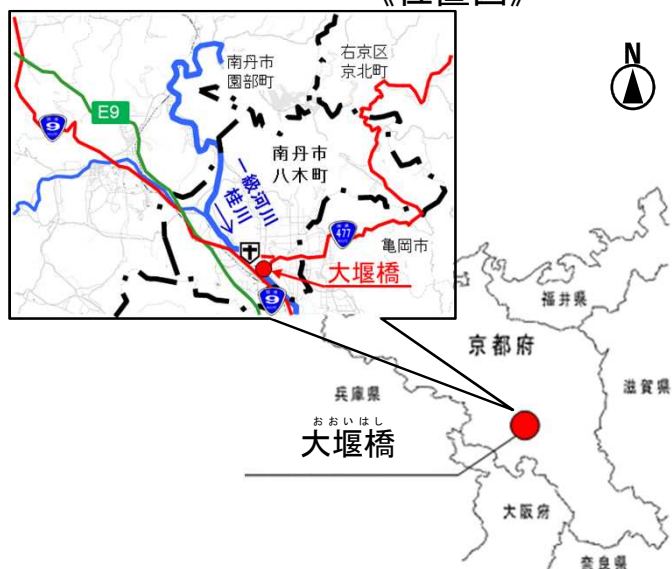 《位置図》
南丹市
園部町
右京区
京北町
N
E9
9
南丹市
八木町
一級河川
桂川
477
亀岡市
大堰橋
9
福井県
京都府
兵庫県
滋賀県
おおいはし
大堰橋
大阪府
奈良県